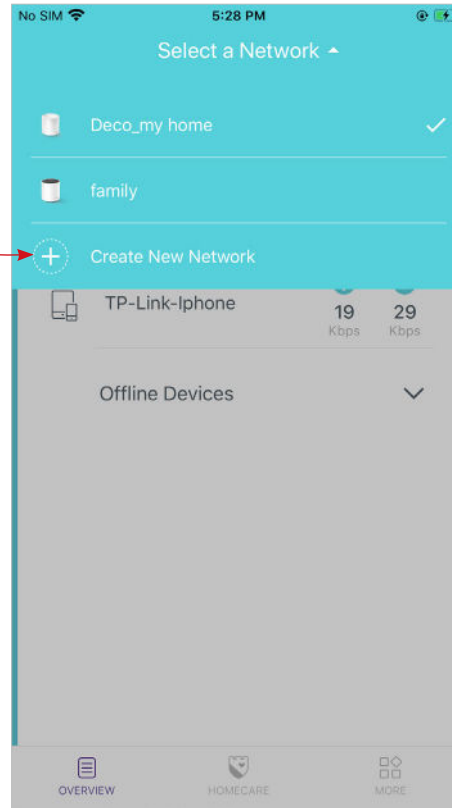 No SIM 5:28 PM
Select a Network
Deco_my home
family
Create New Network
TP-Link-Iphone
19 29
Kbps Kbps
Offline Devices
OVERVIEW HOMECARE MORE